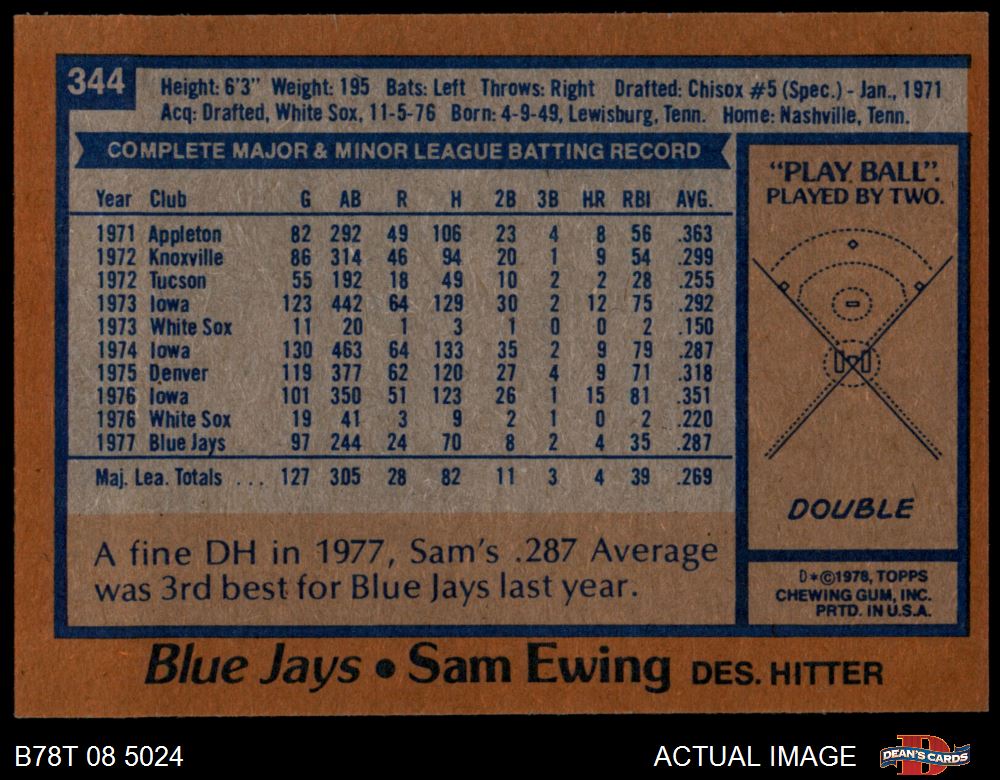 344
Height: 6'3" Weight: 195 Bats: Left Throws: Right Drafted: Chisox #5 (Spec.) - Jan., 1971
Acq: Drafted, White Sox, 11-5-76 Born: 4-9-49, Lewisburg, Tenn. Home: Nashville, Tenn.
COMPLETE MAJOR & MINOR LEAGUE BATTING RECORD
Year Club G AB R H 2B 3B HR RBI AVG.
1971 Appleton 82 292 49 106 23 4 8 56 .363
1972 Knoxville 86 314 46 94 20 1 9 54 .299
1972 Tucson 55 192 18 49 10 2 2 28 .255
1973 Iowa 123 442 64 129 30 2 12 75 .292
1973 White Sox 11 20 1 3 1 0 0 2 .150
1974 Iowa 130 463 64 133 35 2 9 79 .287
1975 Denver 119 377 62 120 27 4 9 71 .318
1976 Iowa 101 350 51 123 26 1 15 81 .351
1976 White Sox 19 41 3 9 2 1 0 2 .220
1977 Blue Jays 97 244 24 70 8 2 4 35 .287
Maj. Lea. Totals ... 127 305 28 82 11 3 4 39 .269
A fine DH in 1977, Sam's .287 Average
was 3rd best for Blue Jays last year.
"PLAY BALL".
PLAYED BY TWO.
DOUBLE
D*©1978, TOPPS
CHEWING GUM, INC.
PRTD. IN U.S.A.
Blue Jays • Sam Ewing DES. HITTER
B78T 08 5024
ACTUAL IMAGE
DEAN'S CARDS